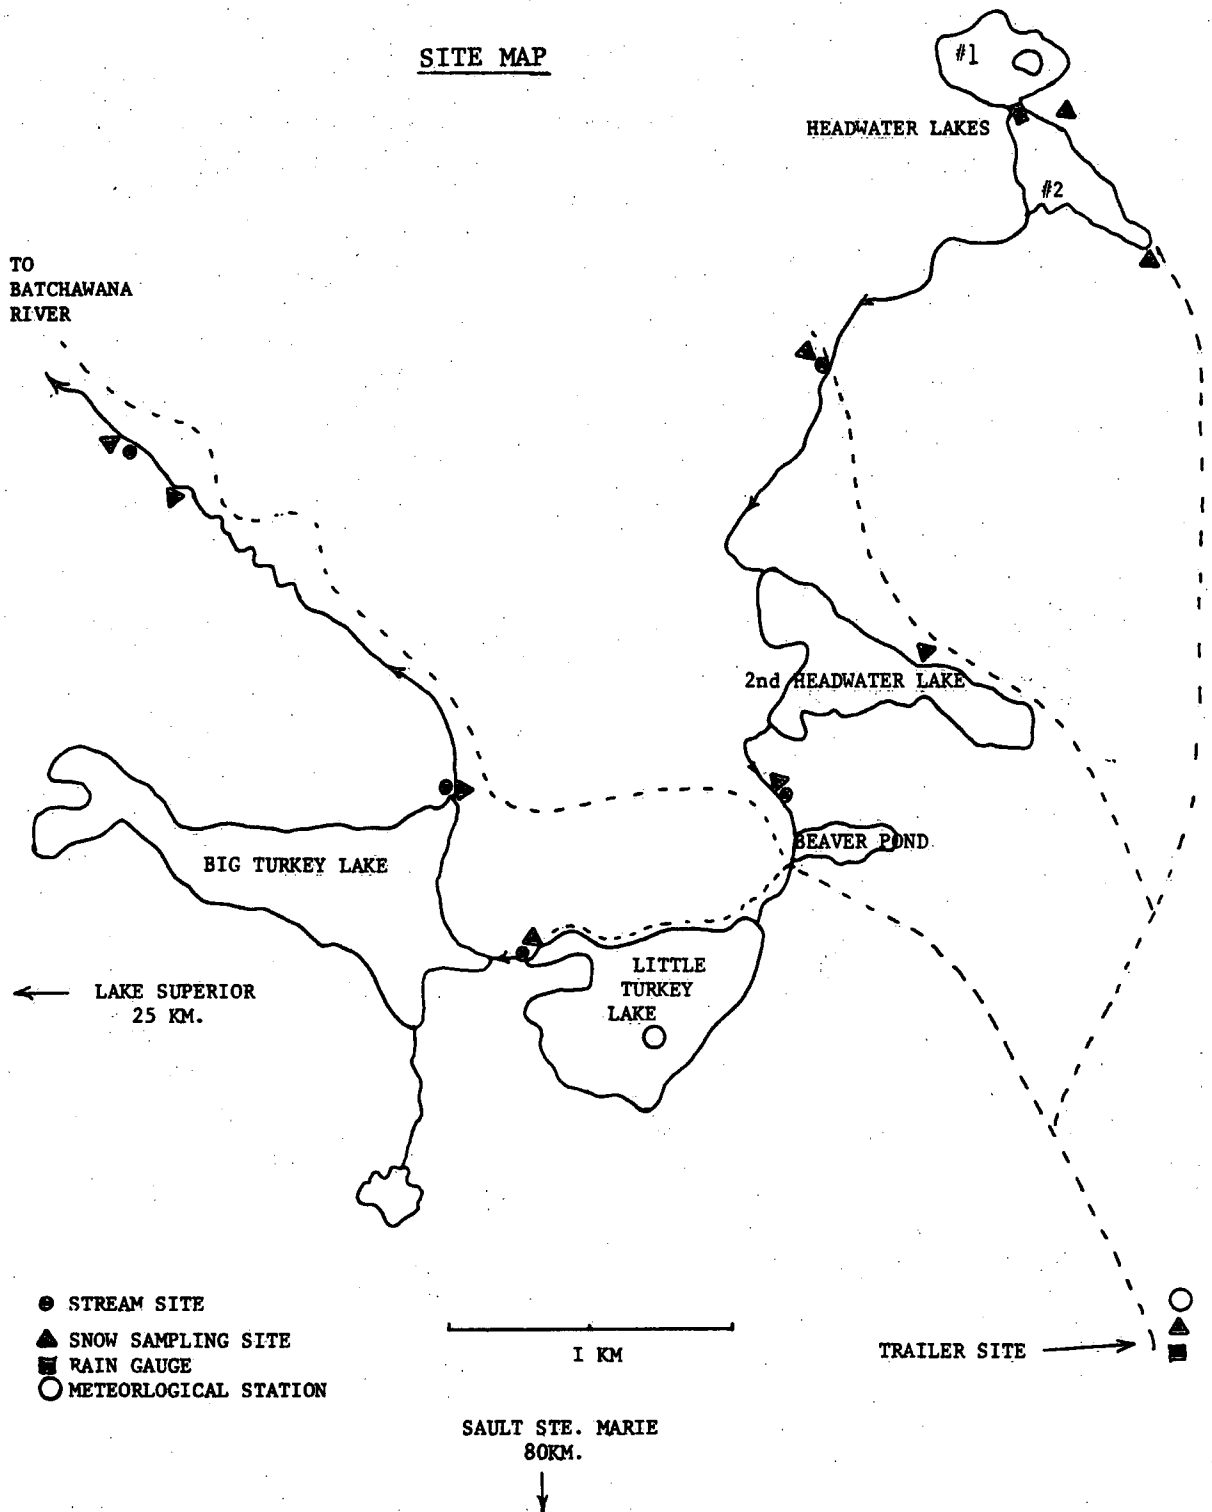 SITE MAP
#1
HEADWATER LAKES
#2
TO
BATCHAWANA
RIVER
2nd HEADWATER LAKE
BEAVER POND
BIG TURKEY LAKE
LITTLE
TURKEY
LAKE
LAKE SUPERIOR
25 KM.
STREAM SITE
SNOW SAMPLING SITE
RAIN GAUGE
METEORLOGICAL STATION
I KM
TRAILER SITE
SAULT STE. MARIE
80KM.